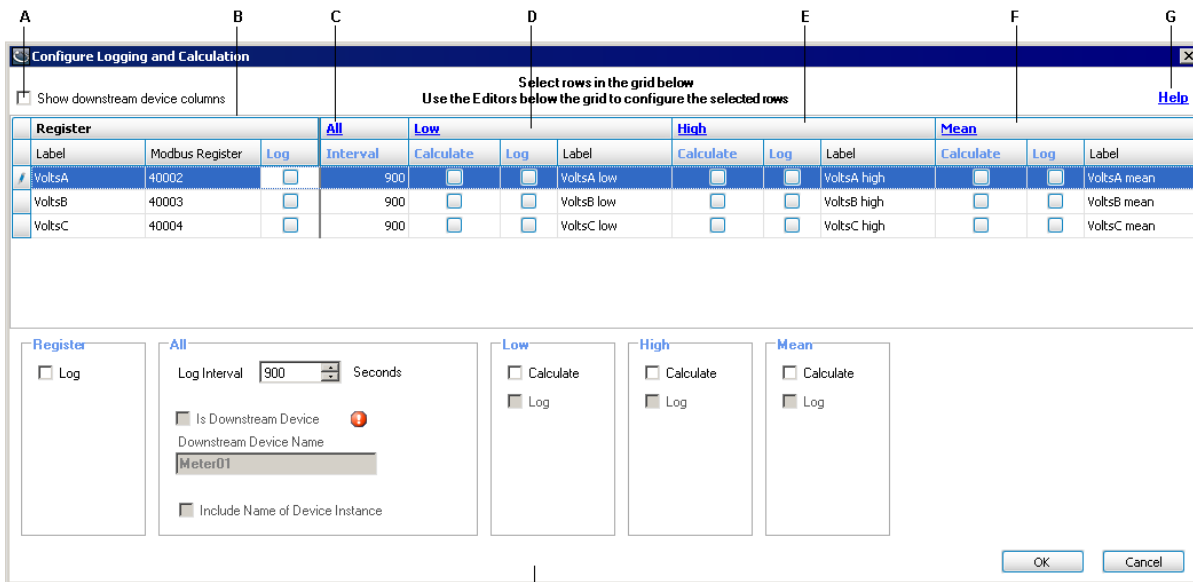 A B C D E F G
Configure Logging and Calculation
Select rows in the grid below
Show downstream device columns
Use the Editors below the grid to configure the selected rows
Help
Register All Low High Mean
Label Modbus Register Log Interval Calculate Log Label Calculate Log Label Calculate Log Label
VoltsA 40002 900 VoltsA low VoltsA high VoltsA mean
VoltsB 40003 900 VoltsB low VoltsB high VoltsB mean
VoltsC 40004 900 VoltsC low VoltsC high VoltsC mean
Register All Low High Mean
Log Log Interval 900 Seconds Calculate Calculate Calculate
Log Log Log
Is Downstream Device
Downstream Device Name
Meter01
Include Name of Device Instance
OK Cancel